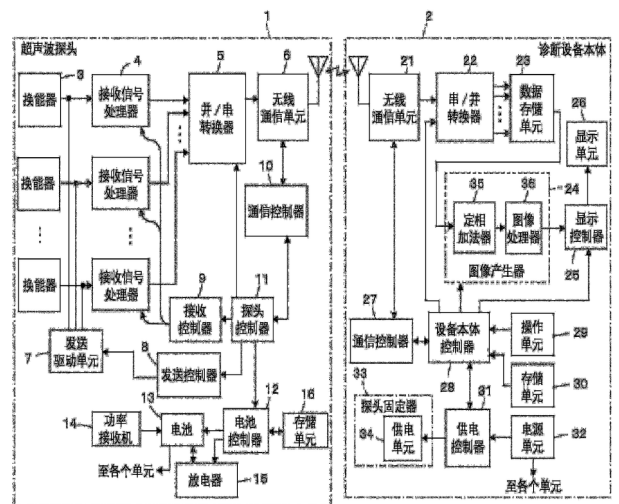 1
2
超声波探头
诊断设备本体
3
4
5
6
21
22
23
换能器
接收信号
处理器
并/串
转换器
无线
通信单元
无线
通信单元
串/并
转换器
数据
存储
单元
26
显示
单元
换能器
接收信号
处理器
10
通信控制器
35
36
24
定相
加法器
图像
处理器
图像产生器
显示
控制器
25
换能器
接收信号
处理器
9
接收
控制器
11
探头
控制器
27
通信控制器
设备本体
控制器
28
操作
单元
29
存储
单元
30
发送
驱动单元
7
8
发送控制器
12
33
探头固定器
34
供电
单元
31
供电
控制器
电源
单元
32
至各个单元
14
功率
接收机
13
电池
电池
控制器
16
存储
单元
至各个单元
放电器
15